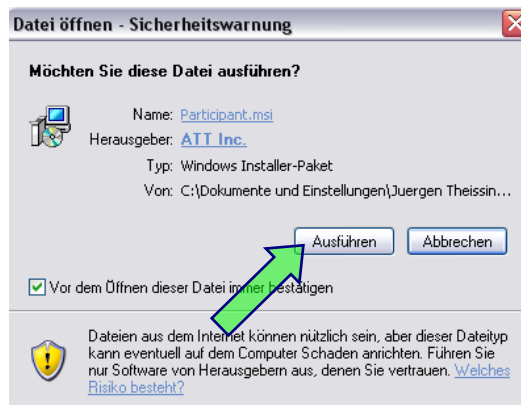 Datei öffnen - Sicherheitswarnung
Möchten Sie diese Datei ausführen?
Name: Participant.msi
Herausgeber: ATT Inc.
Typ: Windows Installer-Paket
Von: C:\Dokumente und Einstellungen\Juergen Theissin...
Ausführen Abbrechen
Vor dem Öffnen dieser Datei immer bestätigen
Dateien aus dem Internet können nützlich sein, aber dieser Dateityp
kann eventuell auf dem Computer Schaden anrichten. Führen Sie
nur Software von Herausgebern aus, denen Sie vertrauen. Welches
Risiko besteht?